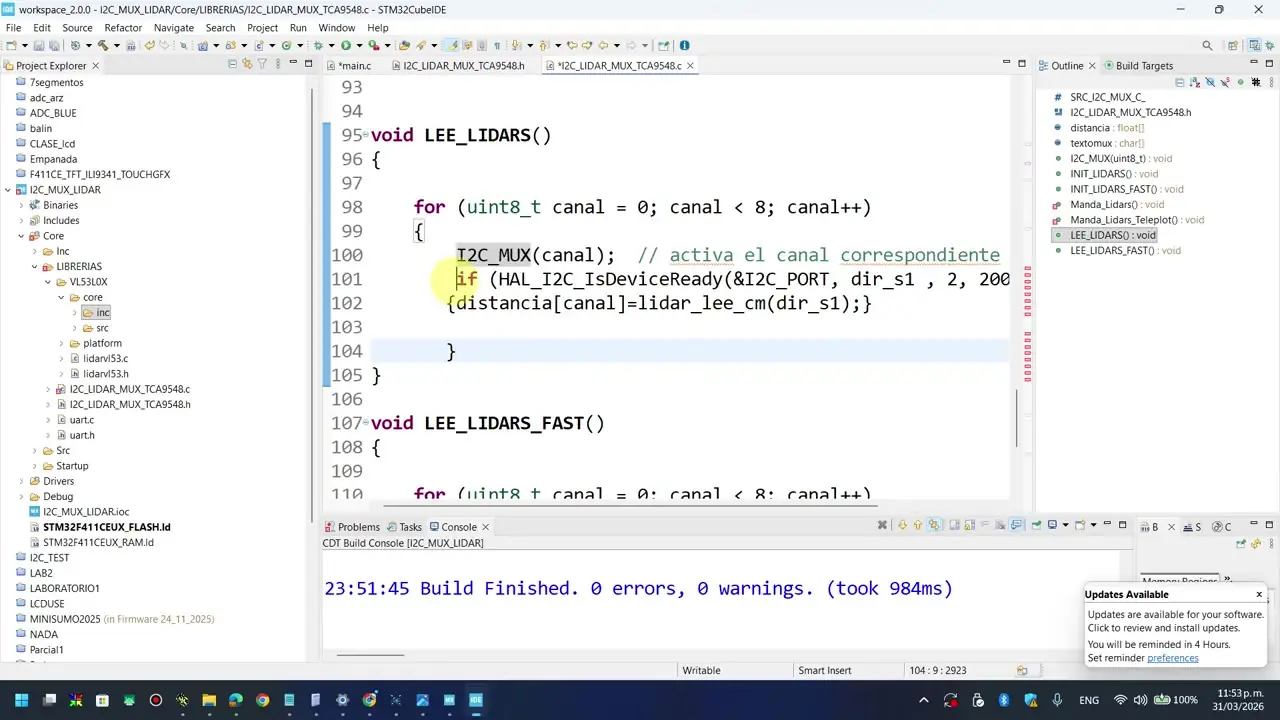 workspace_2.0.0 - I2C_MUX_LIDAR/Core/LIBRERIAS/I2C_LIDAR_MUX_TCA9548.c - STM32CubeIDE
File Edit Source Refactor Navigate Search Project Run Window Help
Project Explorer
7segmentos
adc_arz
ADC_BLUE
balin
CLASE_lcd
Empanada
F411CE_TFT_ILI9341_TOUCHGFX
I2C_MUX_LIDAR
Binaries
Includes
Core
Inc
LIBRERIAS
VL53L0X
core
inc
src
platform
lidarvl53.c
lidarvl53.h
I2C_LIDAR_MUX_TCA9548.c
I2C_LIDAR_MUX_TCA9548.h
uart.c
uart.h
Src
Startup
Drivers
Debug
I2C_MUX_LIDAR.ioc
STM32F411CEUX_FLASH.ld
STM32F411CEUX_RAM.ld
I2C_TEST
LAB2
LABORATORIO1
LCDUSE
MINISUMO2025 (in Firmware 24_11_2025)
NADA
Parcial1
*main.c I2C_LIDAR_MUX_TCA9548.h *I2C_LIDAR_MUX_TCA9548.c
93
94
95 void LEE_LIDARS()
96 {
97
98 for (uint8_t canal = 0; canal < 8; canal++)
99 {
100 I2C_MUX(canal); // activa el canal correspondiente
101 if (HAL_I2C_IsDeviceReady(&I2C_PORT, dir_s1 , 2, 200
102 {distancia[canal]=lidar_lee_cm(dir_s1);}
103
104 }
105 }
106
107 void LEE_LIDARS_FAST()
108 {
109
110 for (uint8_t canal = 0; canal < 8; canal++)
Problems Tasks Console
CDT Build Console [I2C_MUX_LIDAR]
23:51:45 Build Finished. 0 errors, 0 warnings. (took 984ms)
Outline Build Targets
SRC_I2C_MUX_C_
I2C_LIDAR_MUX_TCA9548.h
distancia : float[]
textomux : char[]
I2C_MUX(uint8_t) : void
INIT_LIDARS() : void
INIT_LIDARS_FAST() : void
Manda_Lidars() : void
Manda_Lidars_Teleplot() : void
LEE_LIDARS() : void
LEE_LIDARS_FAST() : void
B S C
Memory Regions
Updates Available
Updates are available for your software.
Click to review and install updates.
You will be reminded in 4 Hours.
Set reminder preferences
Writable Smart Insert 104 : 9 : 2923
ENG 100% 11:53 p.m.
31/03/2026